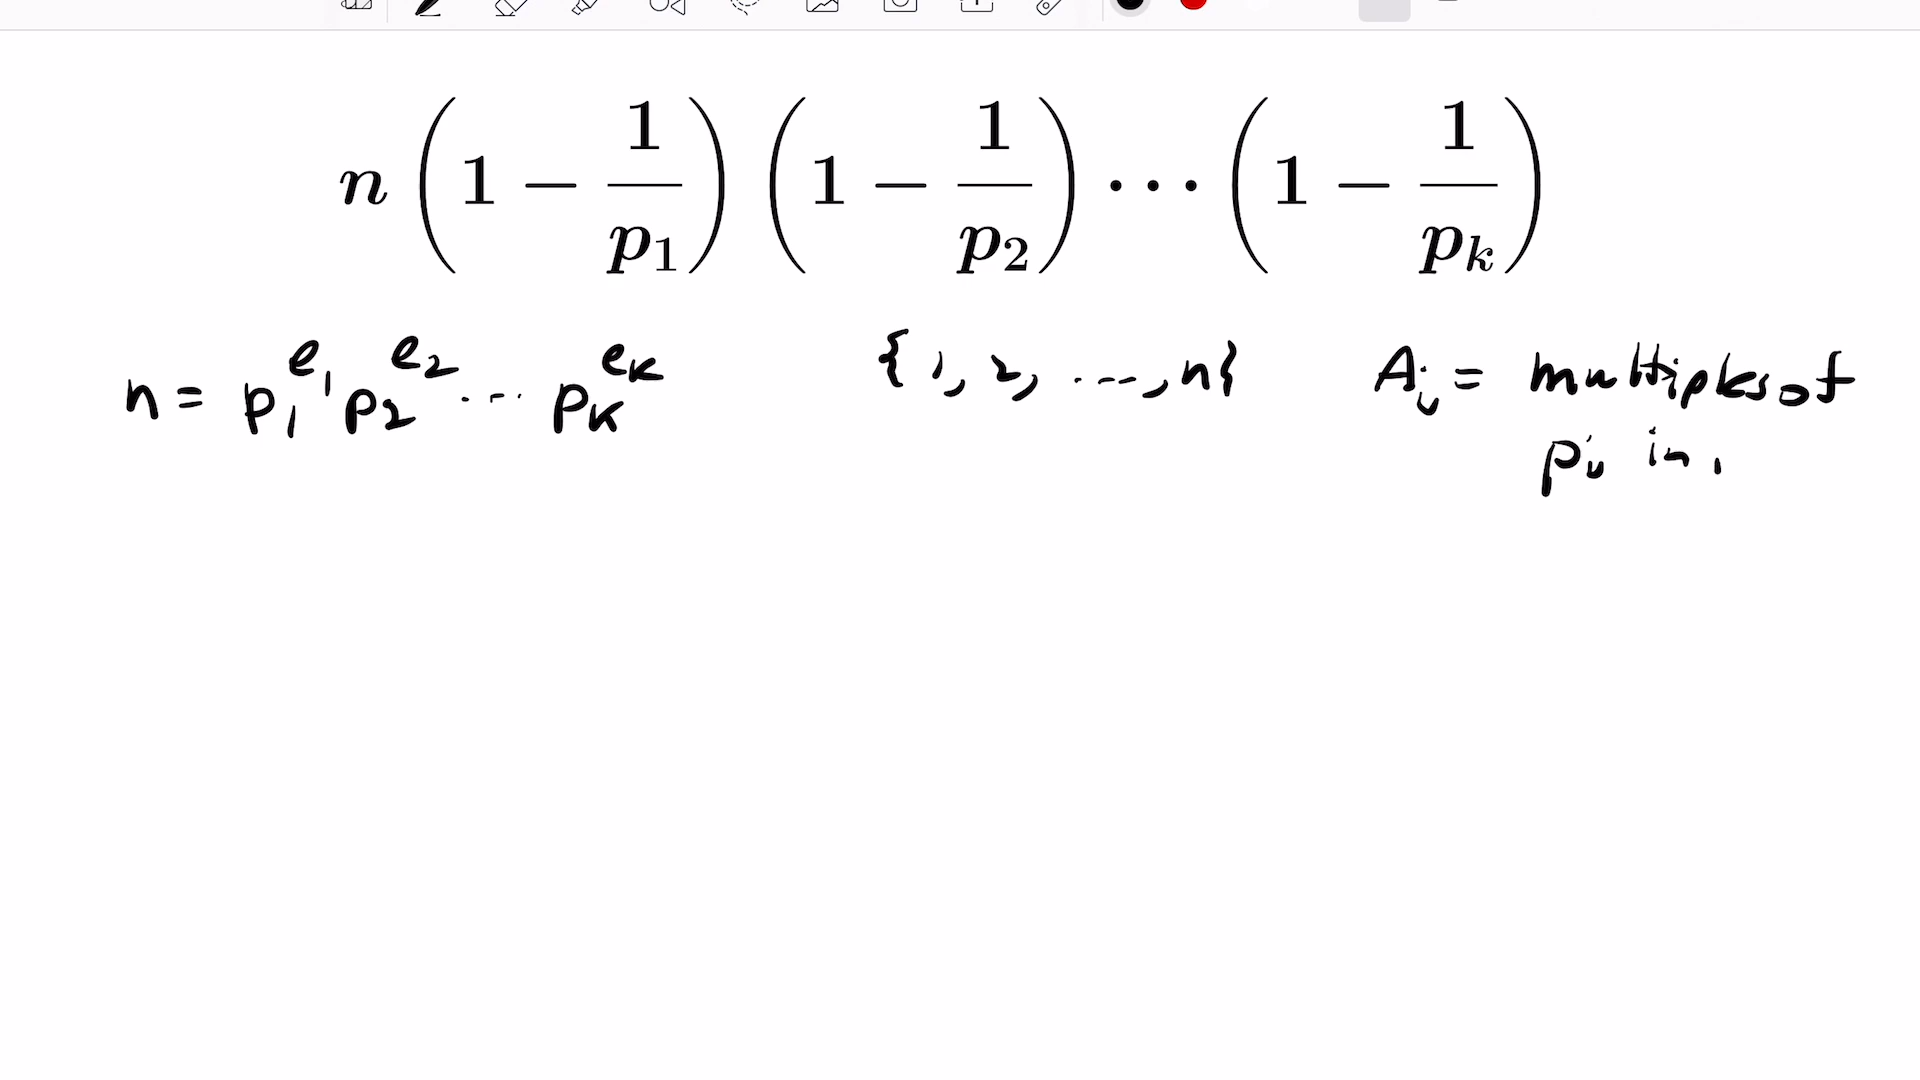 n (1 − 1/p₁) (1 − 1/p₂) ⋯ (1 − 1/pₖ)
n = p₁^e₁ p₂^e₂ ... pₖ^eₖ {1, 2, ..., n} Aᵢ = multiples of
pᵢ in